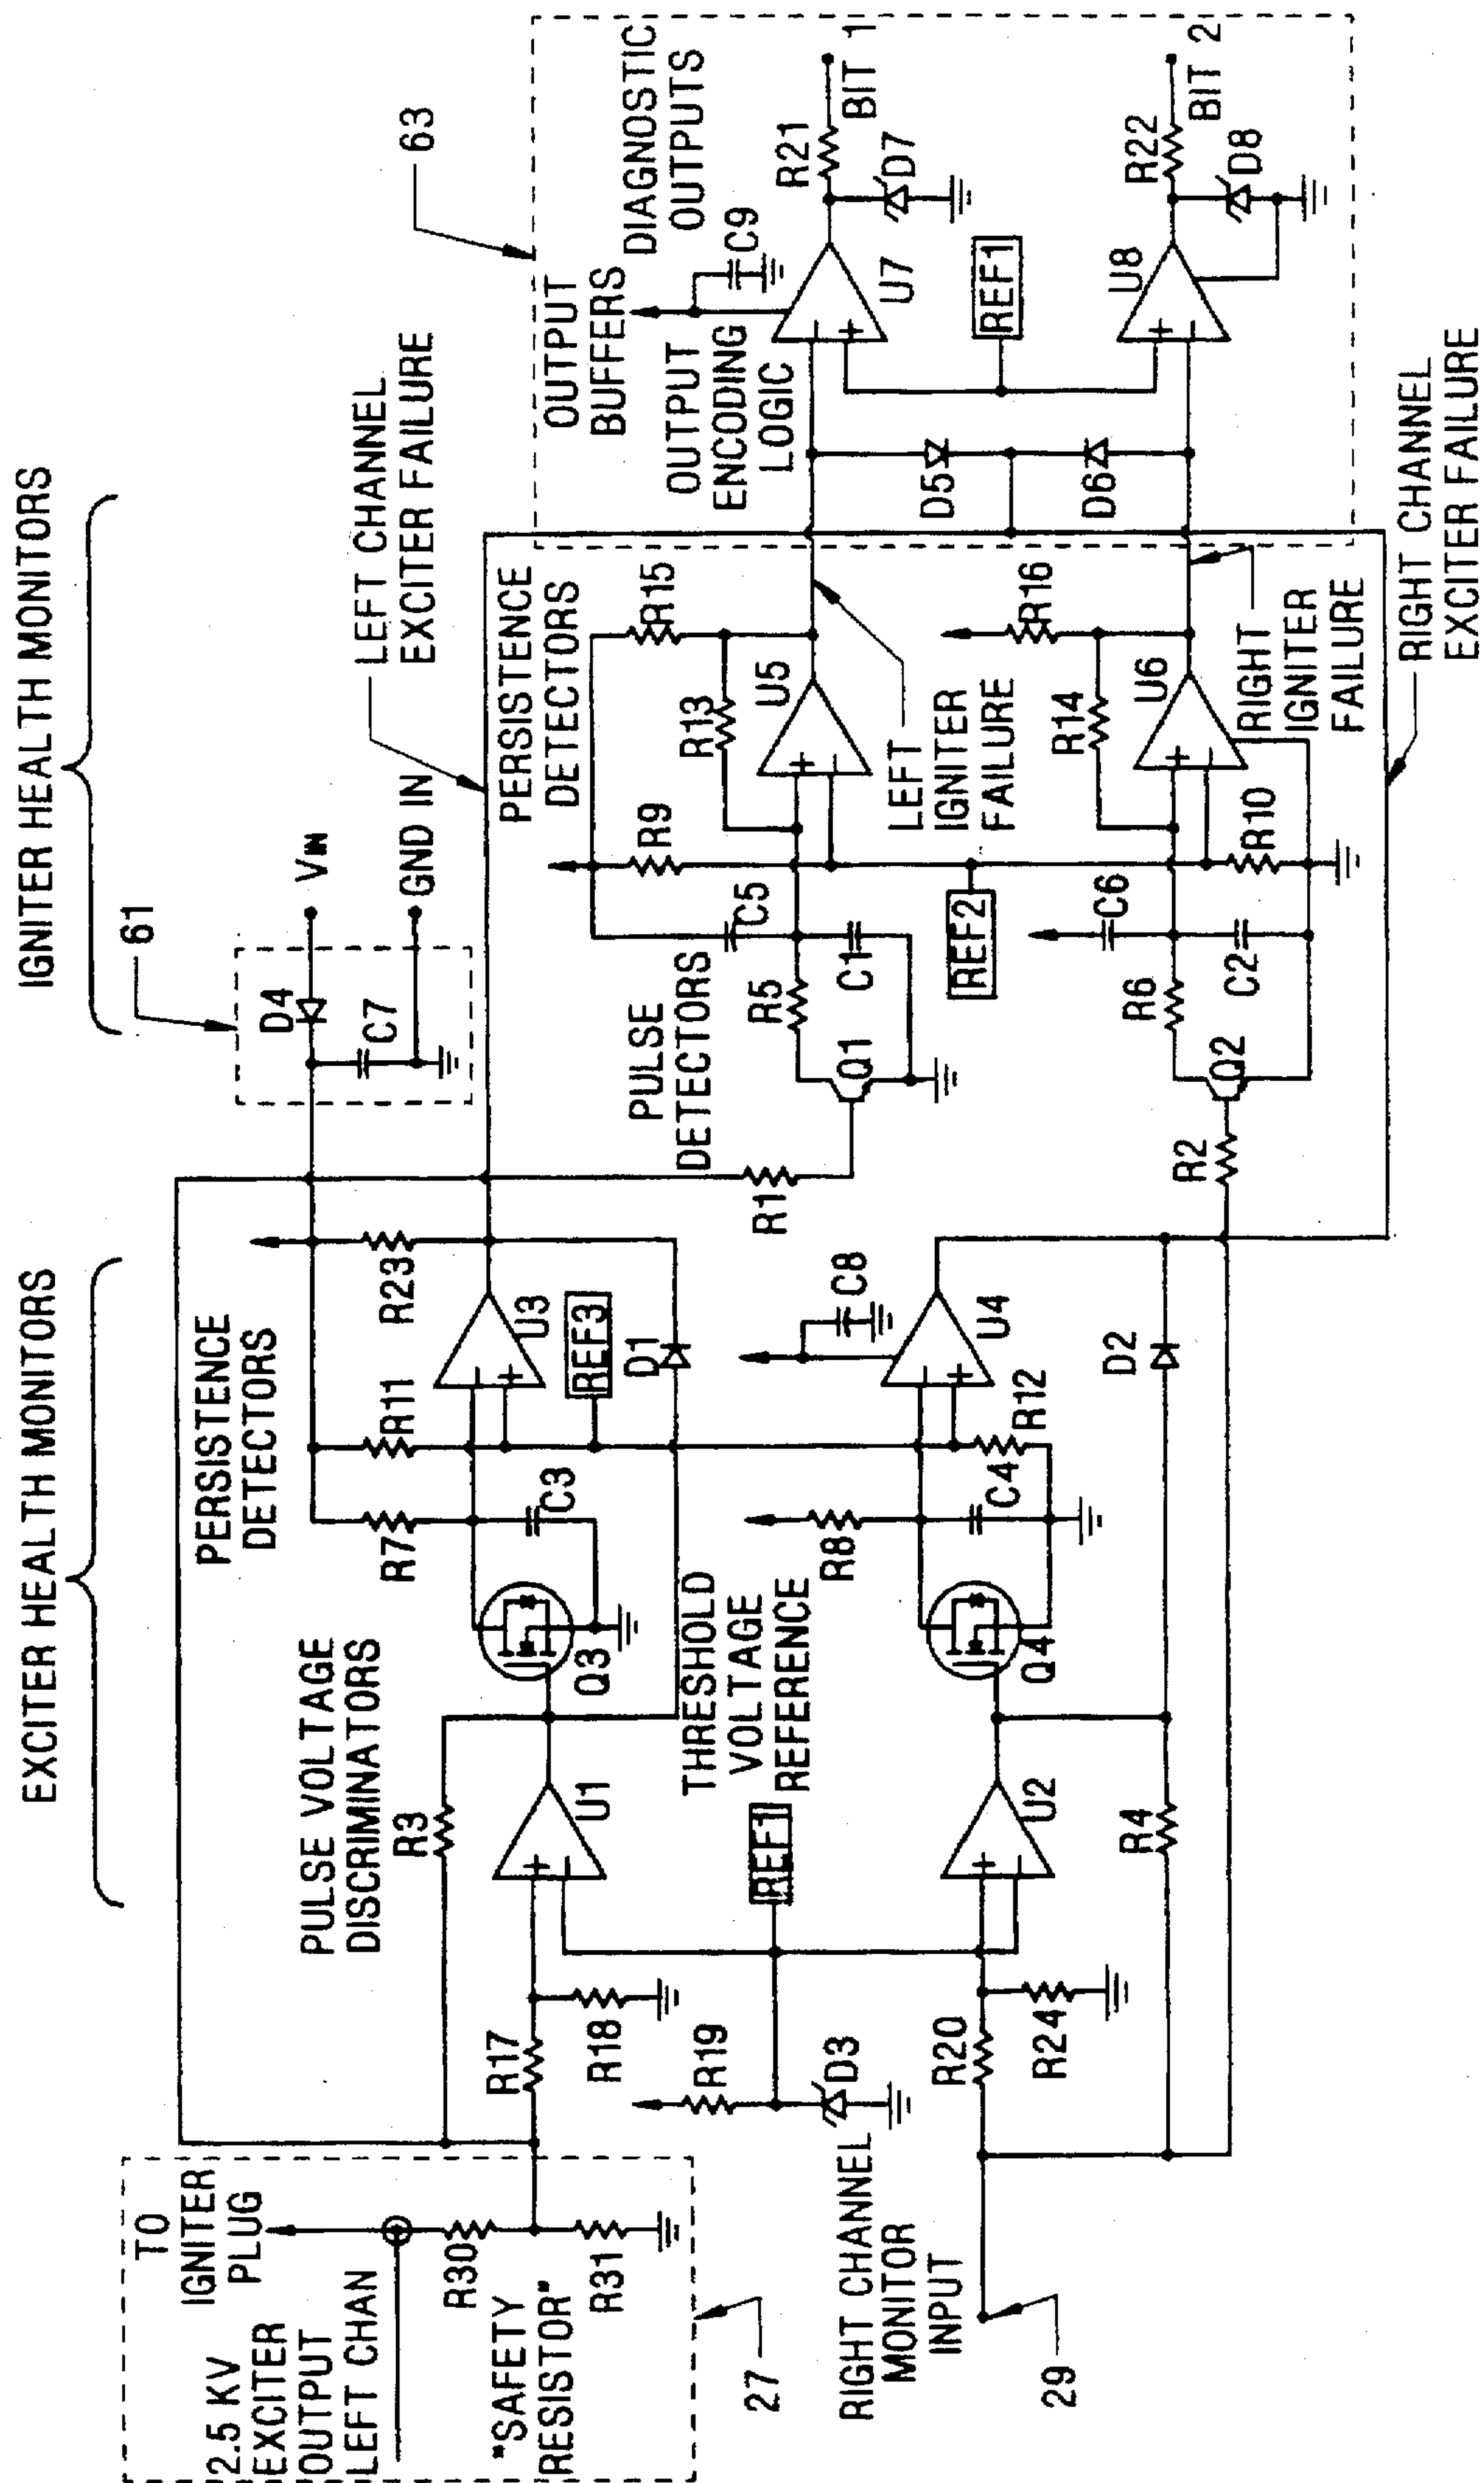 EXCITER HEALTH MONITORS
IGNITER HEALTH MONITORS
PERSISTENCE
DETECTORS
PULSE VOLTAGE
DISCRIMINATORS
61
D4
VIN
C7
GND IN
LEFT CHANNEL
EXCITER FAILURE
63
TO
IGNITER
PLUG
2.5 KV
EXCITER
OUTPUT
LEFT CHAN
R30
"SAFETY
RESISTOR"
R31
27
R3
R17
R18
U1
+
−
Q3
R7
C3
R11
R23
U3
−
+
REF3
D1
R1
PULSE
DETECTORS
PERSISTENCE
DETECTORS
R5
Q1
C1
C5
R9
R13
R15
U5
+
−
LEFT
IGNITER
FAILURE
OUTPUT
BUFFERS
DIAGNOSTIC
OUTPUTS
OUTPUT
ENCODING
LOGIC
C9
U7
−
+
R21
D7
BIT 1
R19
D3
REF1
THRESHOLD
VOLTAGE
REFERENCE
RIGHT CHANNEL
MONITOR
INPUT
29
R20
R24
U2
+
−
R4
Q4
R8
C4
R12
C8
U4
−
+
D2
R2
Q2
R6
C2
REF2
C6
R10
R14
R16
U6
+
−
RIGHT
IGNITER
FAILURE
D5
D6
REF1
U8
+
−
R22
D8
BIT 2
RIGHT CHANNEL
EXCITER FAILURE